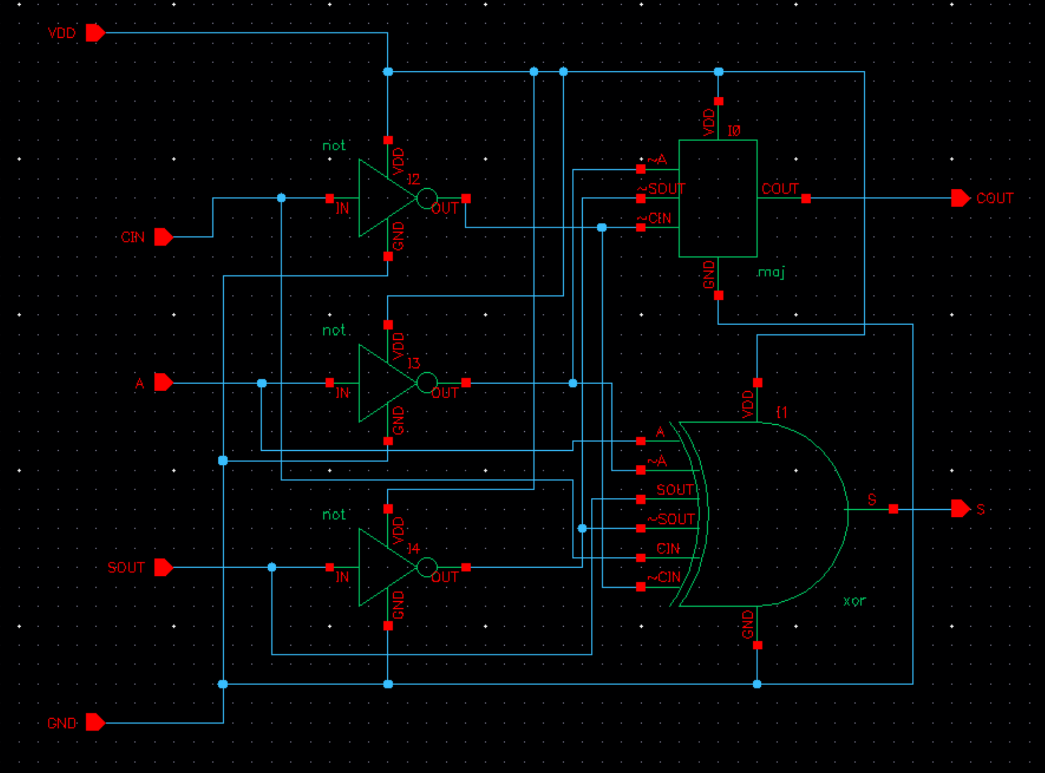 VDD
VDD
I0
not
~A
VDD
I2
~SOUT
COUT
COUT
IN
OUT
~CIN
CIN
GND
GND
maj
not
VDD
I3
A
IN
OUT
VDD
I1
GND
A
~A
SOUT
S
S
not
~SOUT
VDD
I4
CIN
SOUT
IN
OUT
~CIN
GND
xor
GND
GND